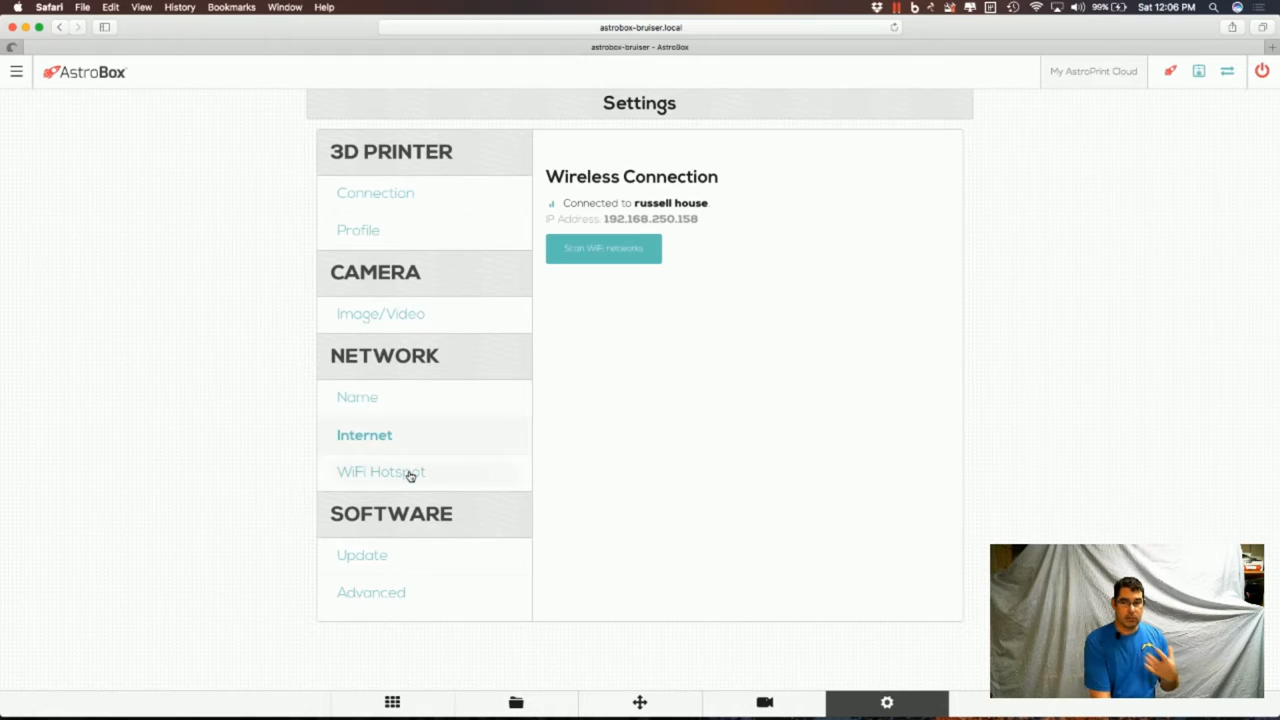 Safari File Edit View History Bookmarks Window Help
99% Sat 12:06 PM
astrobox-bruiser.local
astrobox-bruiser - AstroBox
AstroBox
My AstroPrint Cloud
Settings
3D PRINTER
Connection
Profile
CAMERA
Image/Video
NETWORK
Name
Internet
WiFi Hotspot
SOFTWARE
Update
Advanced
Wireless Connection
Connected to russell house.
IP Address: 192.168.250.158
Scan WiFi networks